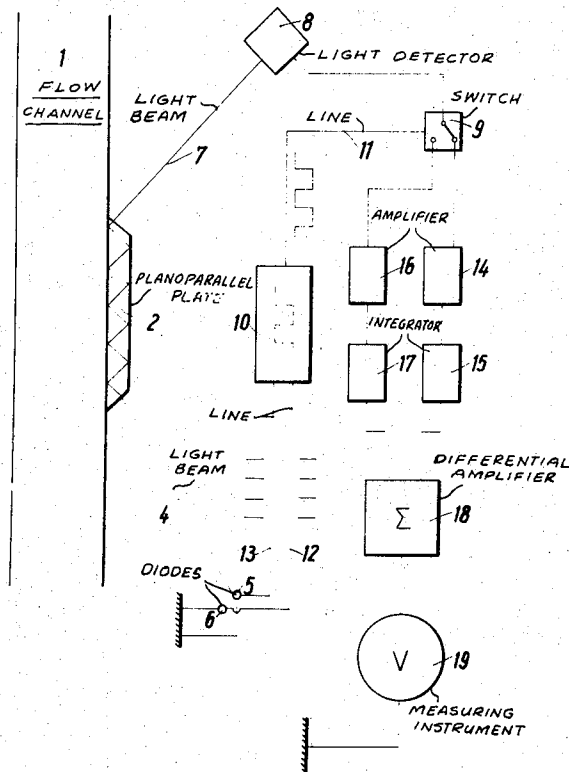 1
FLOW
CHANNEL
8
LIGHT DETECTOR
LIGHT
BEAM
7
SWITCH
9
LINE
11
AMPLIFIER
16
14
PLANOPARALLEL
PLATE
2
10
INTEGRATOR
17
15
LINE
LIGHT
BEAM
4
13
12
DIFFERENTIAL
AMPLIFIER
Σ
18
DIODES
5
6
V
19
MEASURING
INSTRUMENT